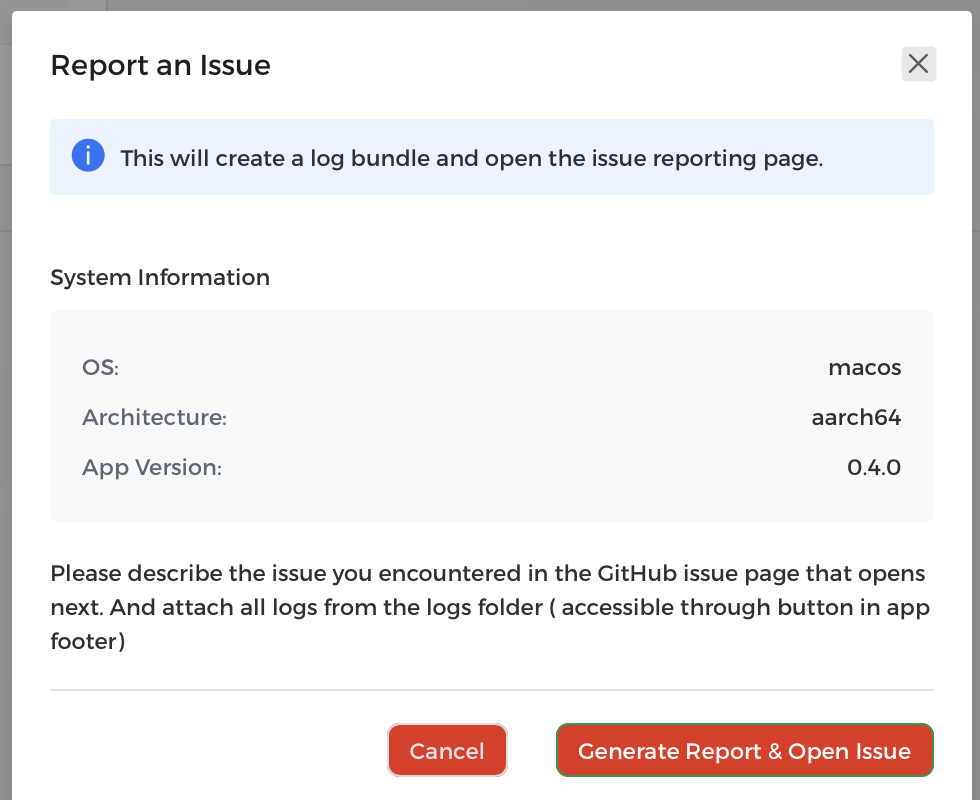 Report an Issue
This will create a log bundle and open the issue reporting page.
System Information
OS: macos
Architecture: aarch64
App Version: 0.4.0
Please describe the issue you encountered in the GitHub issue page that opens
next. And attach all logs from the logs folder ( accessible through button in app
footer)
Cancel Generate Report & Open Issue